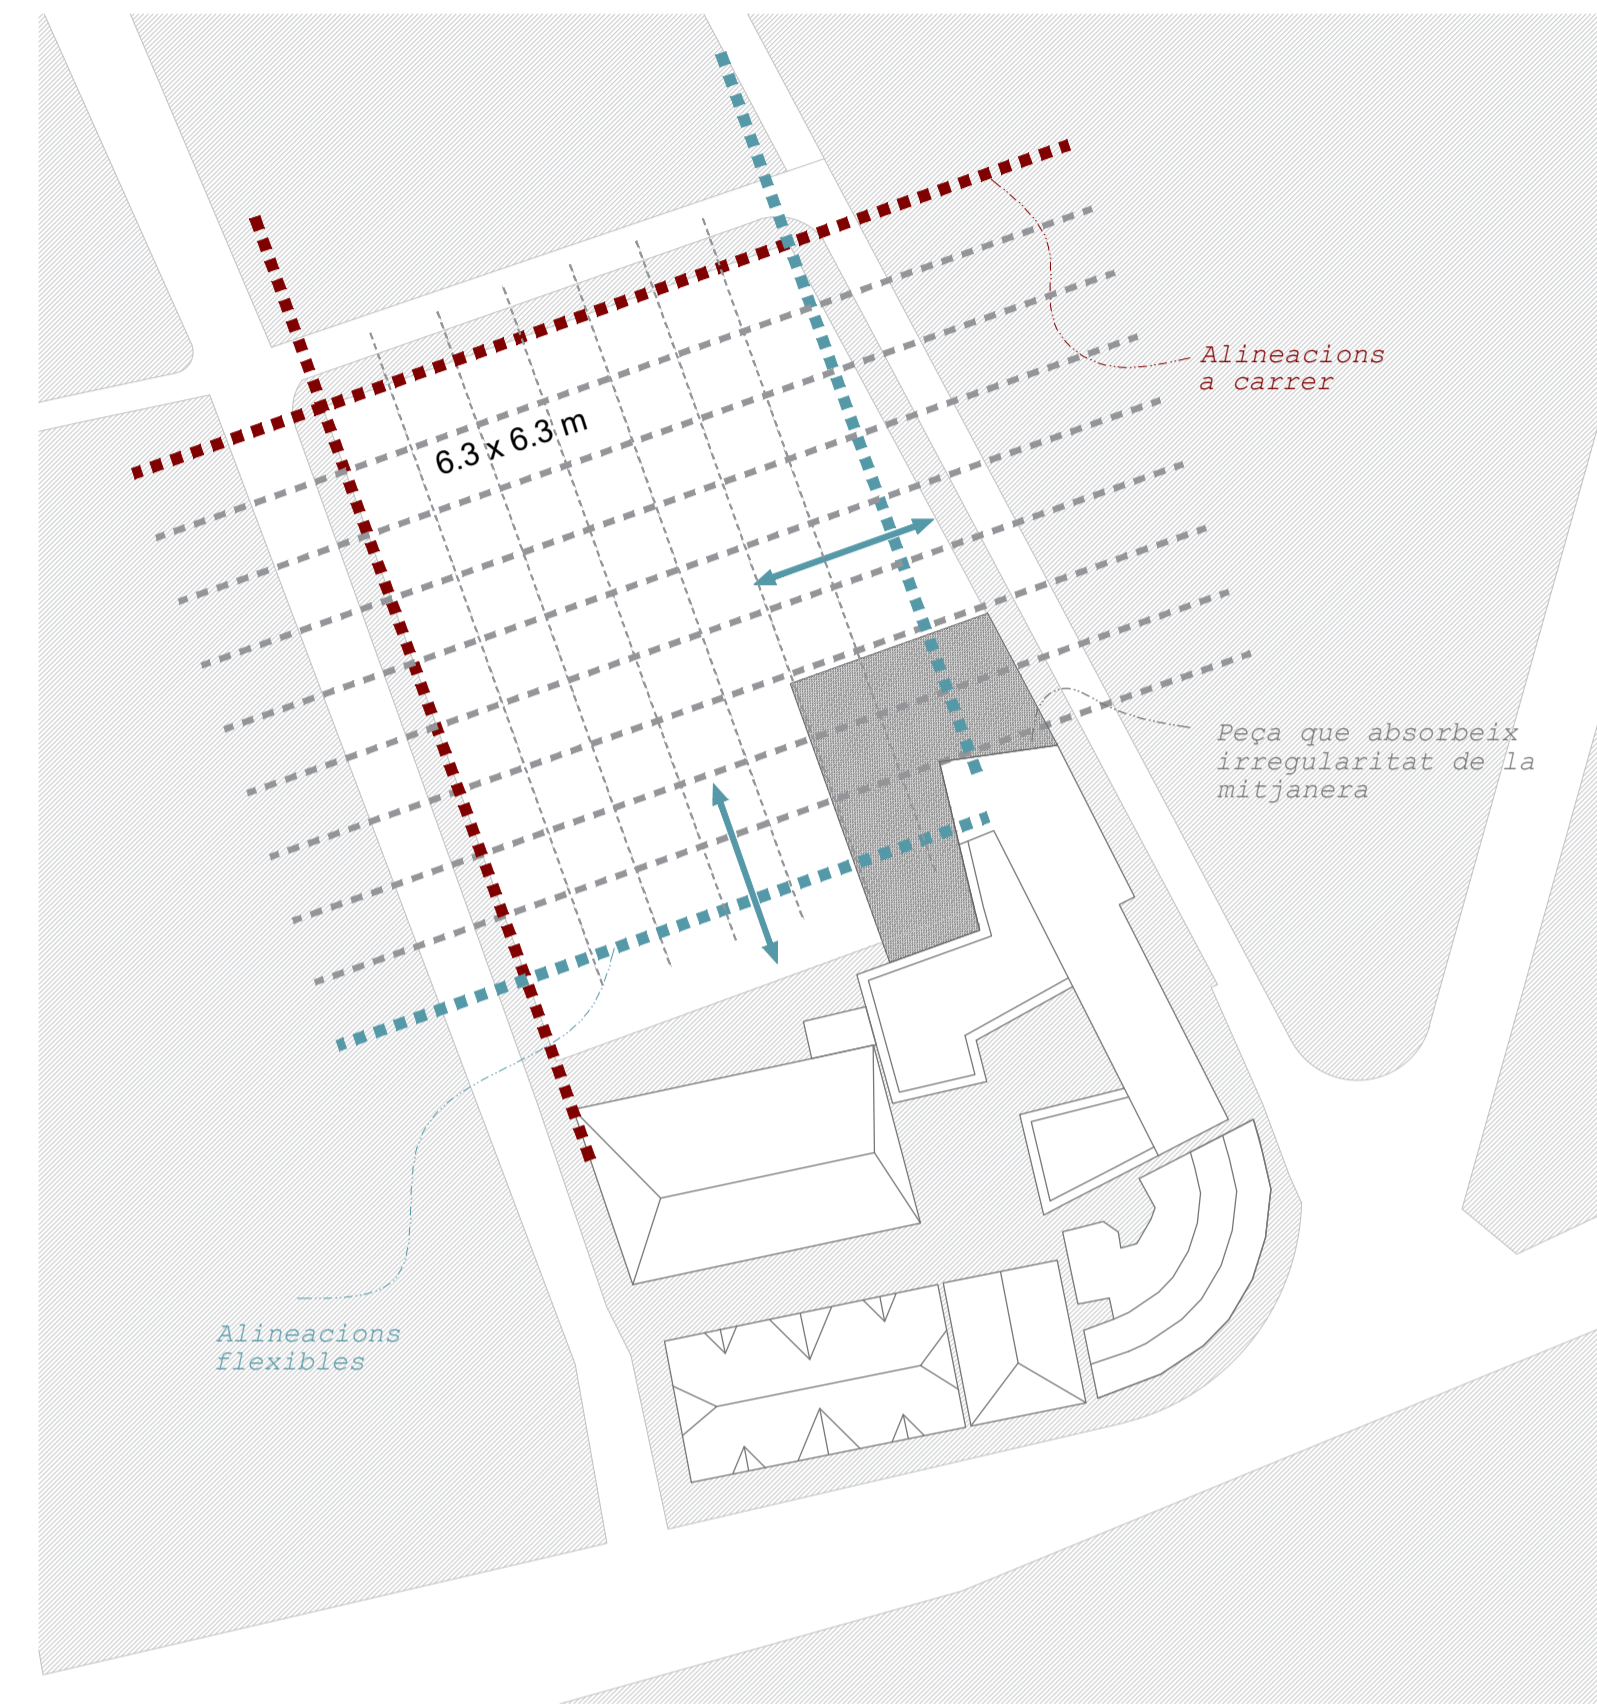 Alineacions
a carrer
6.3 x 6.3 m
Peça que absorbeix
irregularitat de la
mitjanera
Alineacions
flexibles